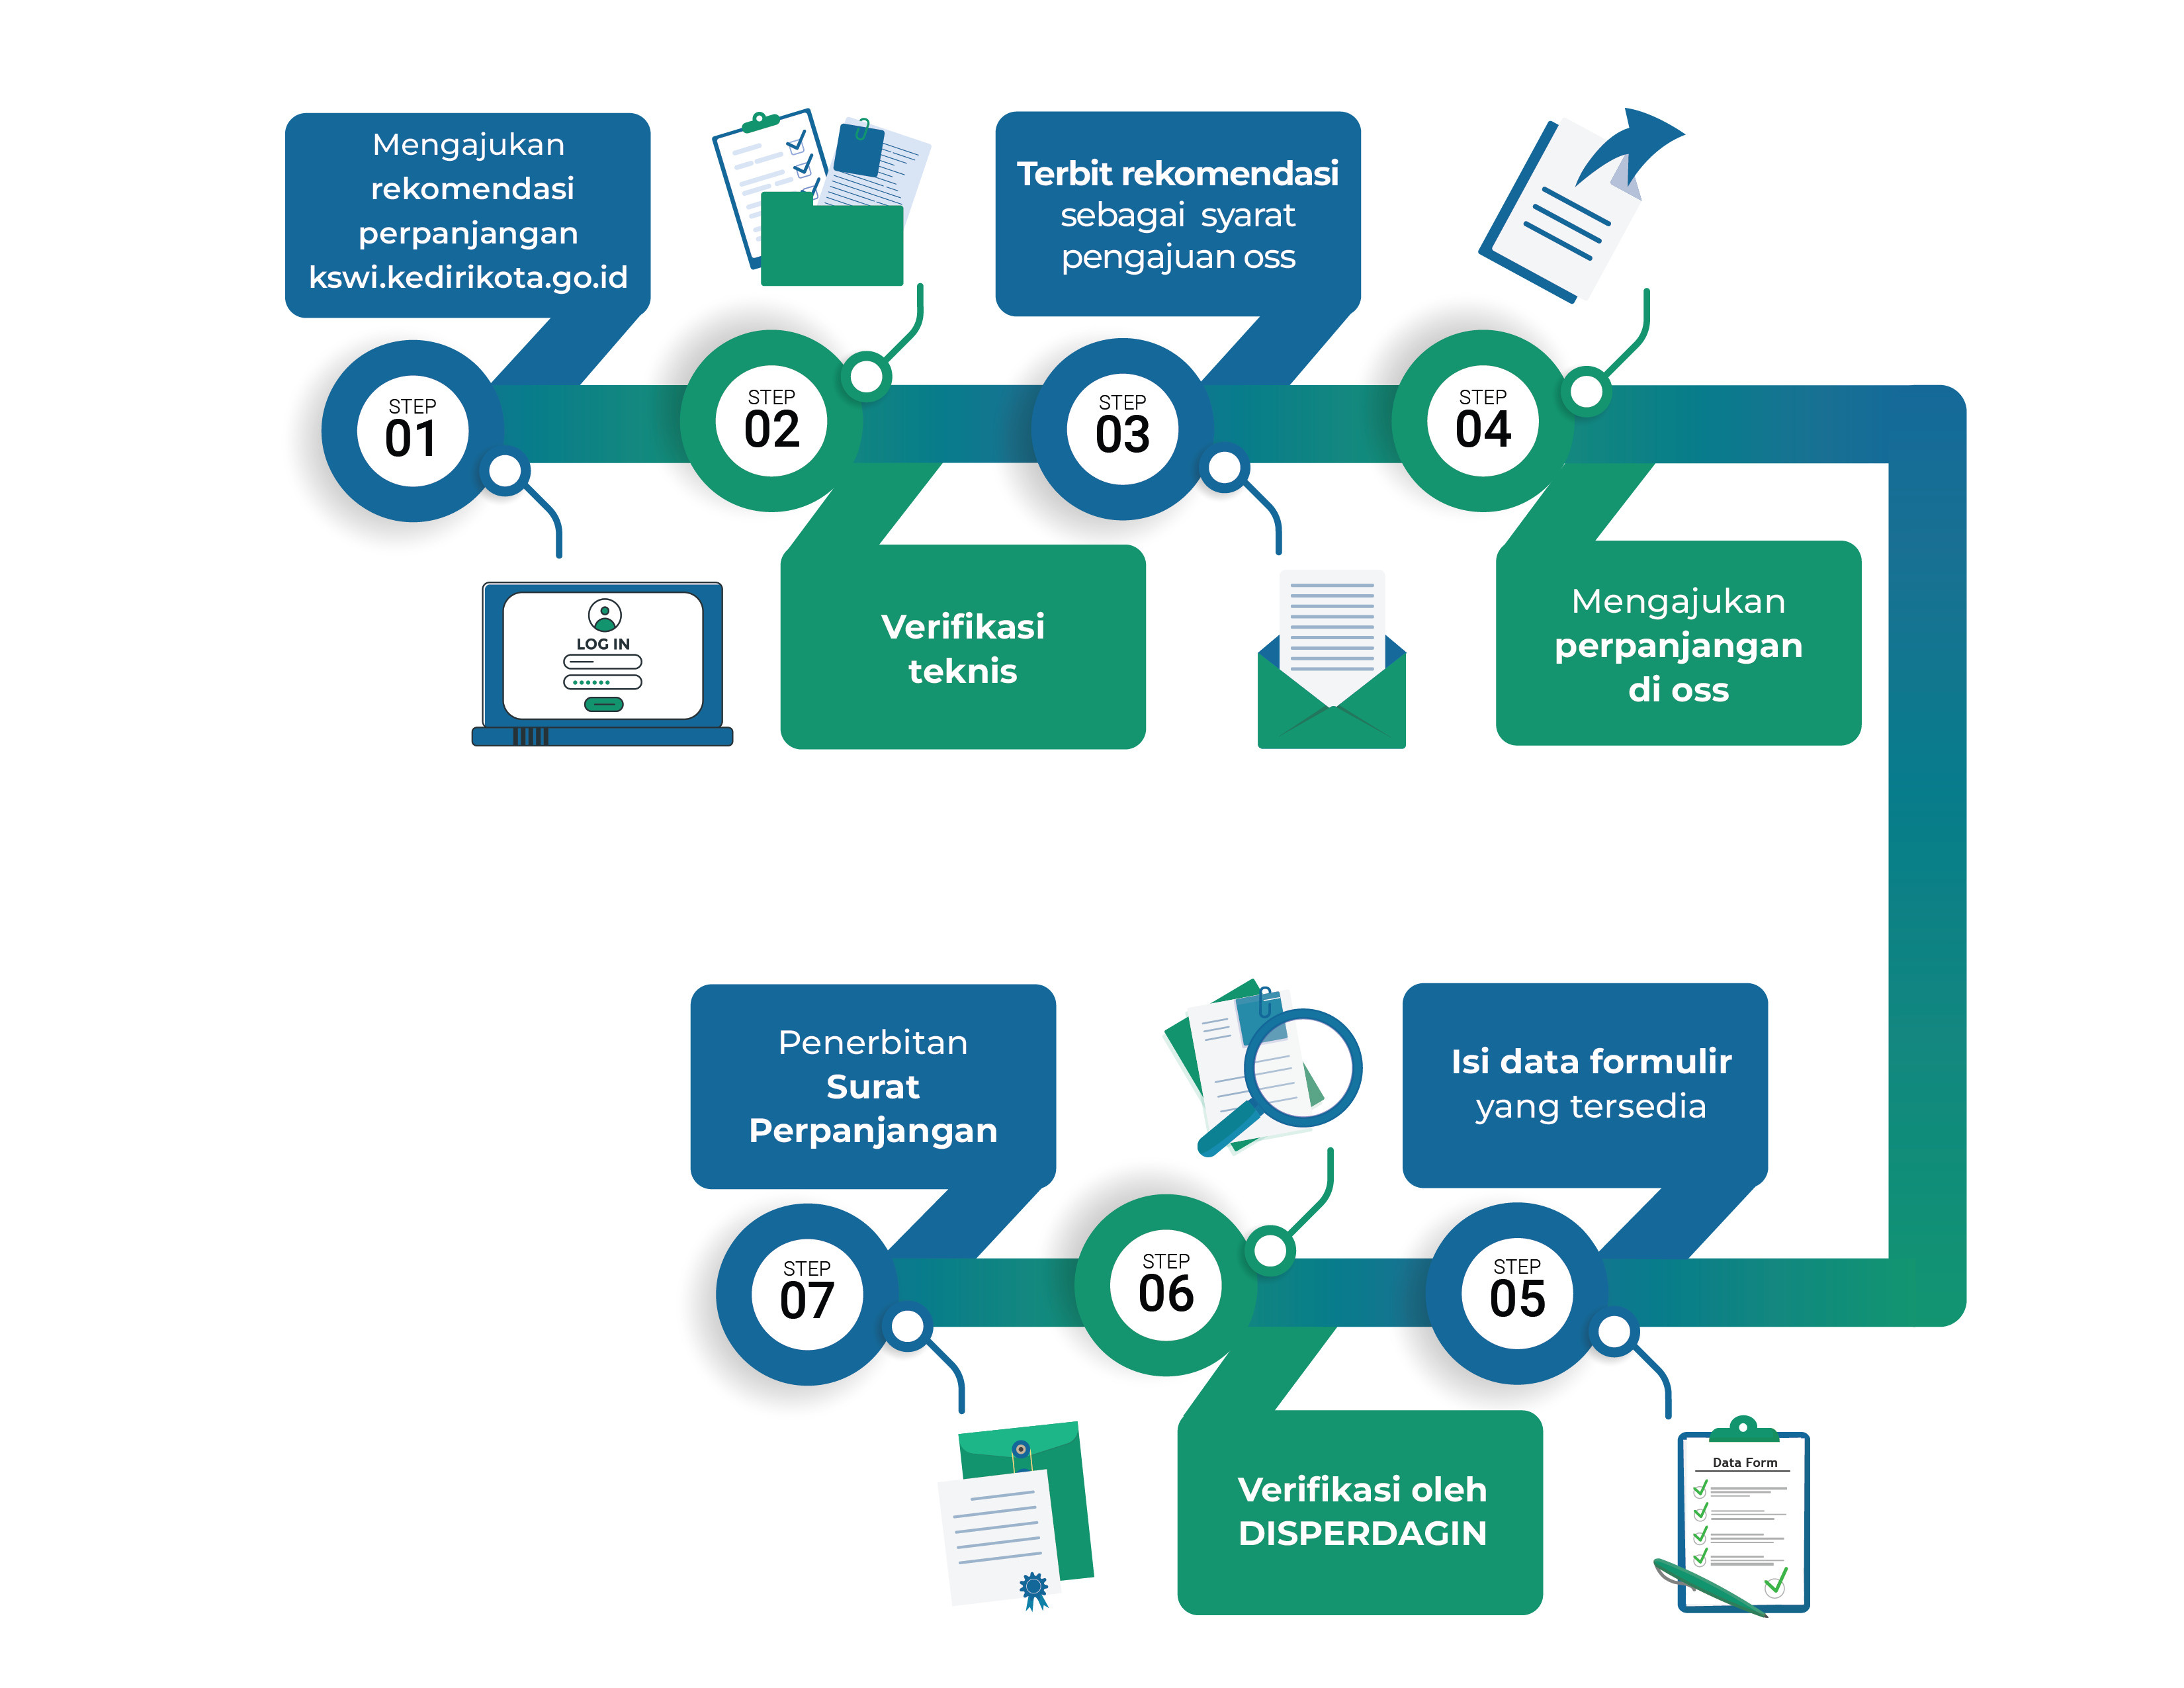 Mengajukan
rekomendasi
perpanjangan
kswi.kedirikota.go.id
STEP
01
LOG IN
STEP
02
Verifikasi
teknis
Terbit rekomendasi
sebagai syarat
pengajuan oss
STEP
03
STEP
04
Mengajukan
perpanjangan
di oss
Isi data formulir
yang tersedia
STEP
05
Data Form
STEP
06
Verifikasi oleh
DISPERDAGIN
Penerbitan
Surat
Perpanjangan
STEP
07